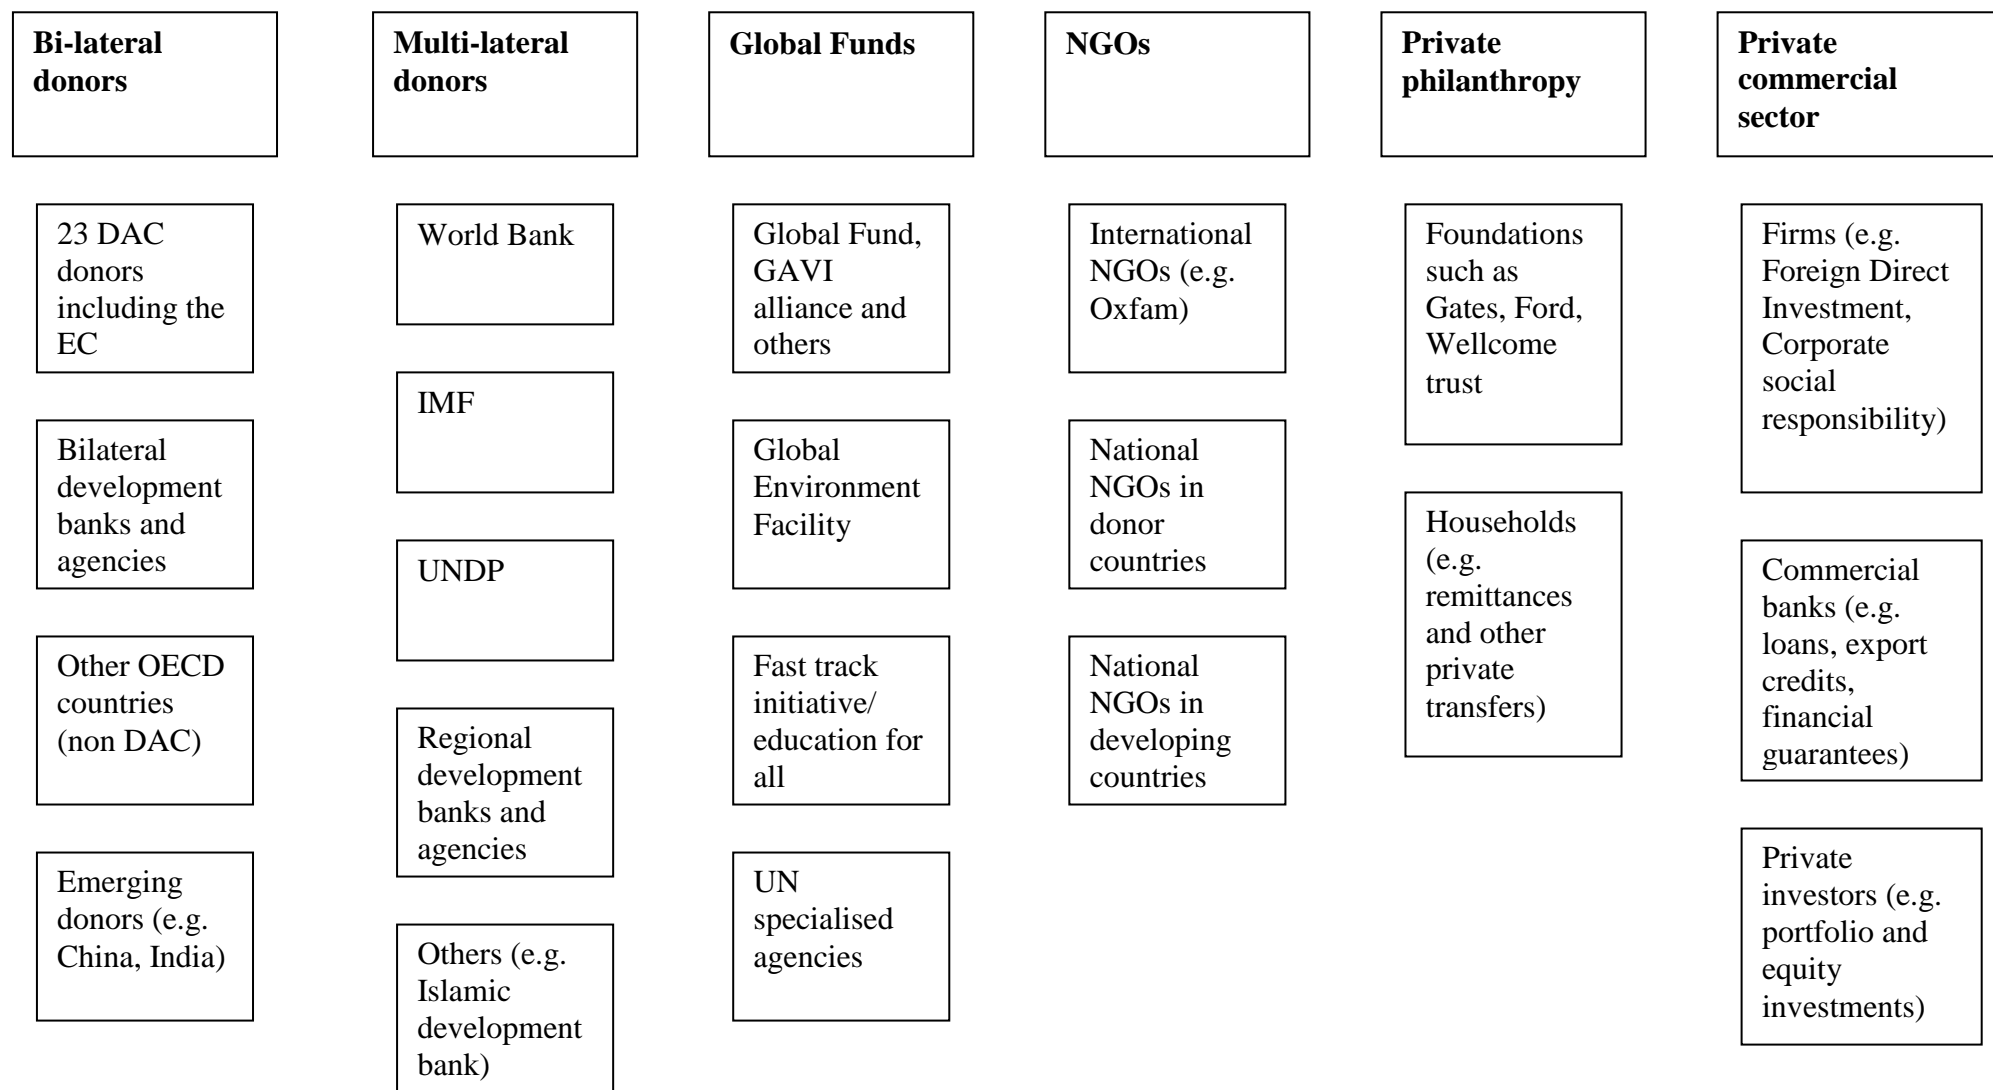 Bi-lateral
donors
Multi-lateral
donors
Global Funds
NGOs
Private
philanthropy
Private
commercial
sector
23 DAC
donors
including the
EC
Bilateral
development
banks and
agencies
Other OECD
countries
(non DAC)
Emerging
donors (e.g.
China, India)
World Bank
IMF
UNDP
Regional
development
banks and
agencies
Others (e.g.
Islamic
development
bank)
Global Fund,
GAVI
alliance and
others
Global
Environment
Facility
Fast track
initiative/
education for
all
UN
specialised
agencies
International
NGOs (e.g.
Oxfam)
National
NGOs in
donor
countries
National
NGOs in
developing
countries
Foundations
such as
Gates, Ford,
Wellcome
trust
Households
(e.g.
remittances
and other
private
transfers)
Firms (e.g.
Foreign Direct
Investment,
Corporate
social
responsibility)
Commercial
banks (e.g.
loans, export
credits,
financial
guarantees)
Private
investors (e.g.
portfolio and
equity
investments)